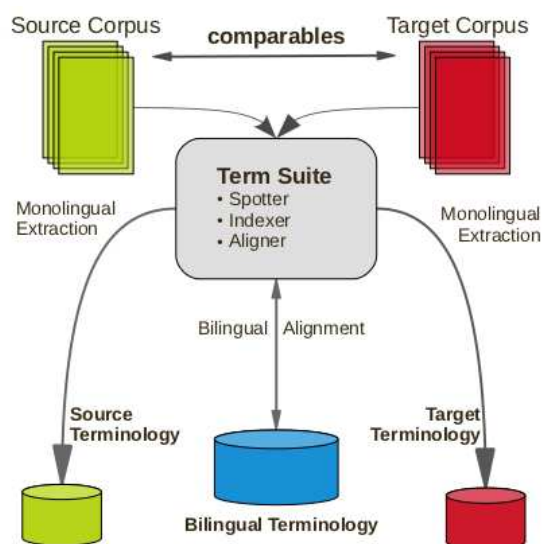 Source Corpus
comparables
Target Corpus
Term Suite
• Spotter
• Indexer
• Aligner
Monolingual
Extraction
Monolingual
Extraction
Bilingual Alignment
Source
Terminology
Target
Terminology
Bilingual Terminology